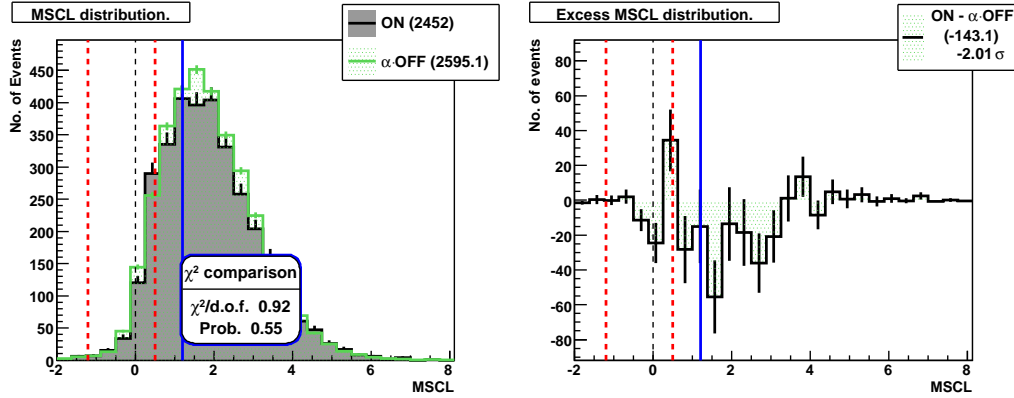 MSCL distribution.
ON (2452)
α·OFF (2595.1)
No. of Events
450
400
350
300
250
200
150
100
50
0
χ² comparison
χ²/d.o.f. 0.92
Prob. 0.55
-2 0 2 4 6 8
MSCL
Excess MSCL distribution.
ON - α·OFF
(-143.1)
-2.01 σ
No. of events
80
60
40
20
0
-20
-40
-60
-80
-2 0 2 4 6 8
MSCL